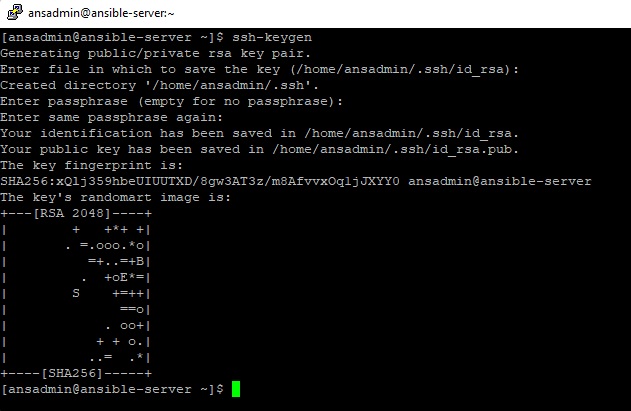 ansadmin@ansible-server:~
[ansadmin@ansible-server ~]$ ssh-keygen
Generating public/private rsa key pair.
Enter file in which to save the key (/home/ansadmin/.ssh/id_rsa):
Created directory '/home/ansadmin/.ssh'.
Enter passphrase (empty for no passphrase):
Enter same passphrase again:
Your identification has been saved in /home/ansadmin/.ssh/id_rsa.
Your public key has been saved in /home/ansadmin/.ssh/id_rsa.pub.
The key fingerprint is:
SHA256:xQlj359hbeUIUUTXD/8gw3AT3z/m8AfvvxOqljJXYY0 ansadmin@ansible-server
The key's randomart image is:
+---[RSA 2048]----+
|        +   +*+ +|
|       . =.ooo.*o|
|          =+..=+B|
|         .  +oE*=|
|        S    +=++|
|              ==o|
|            . oo+|
|           + + o.|
|          ..=  .*|
+----[SHA256]-----+
[ansadmin@ansible-server ~]$